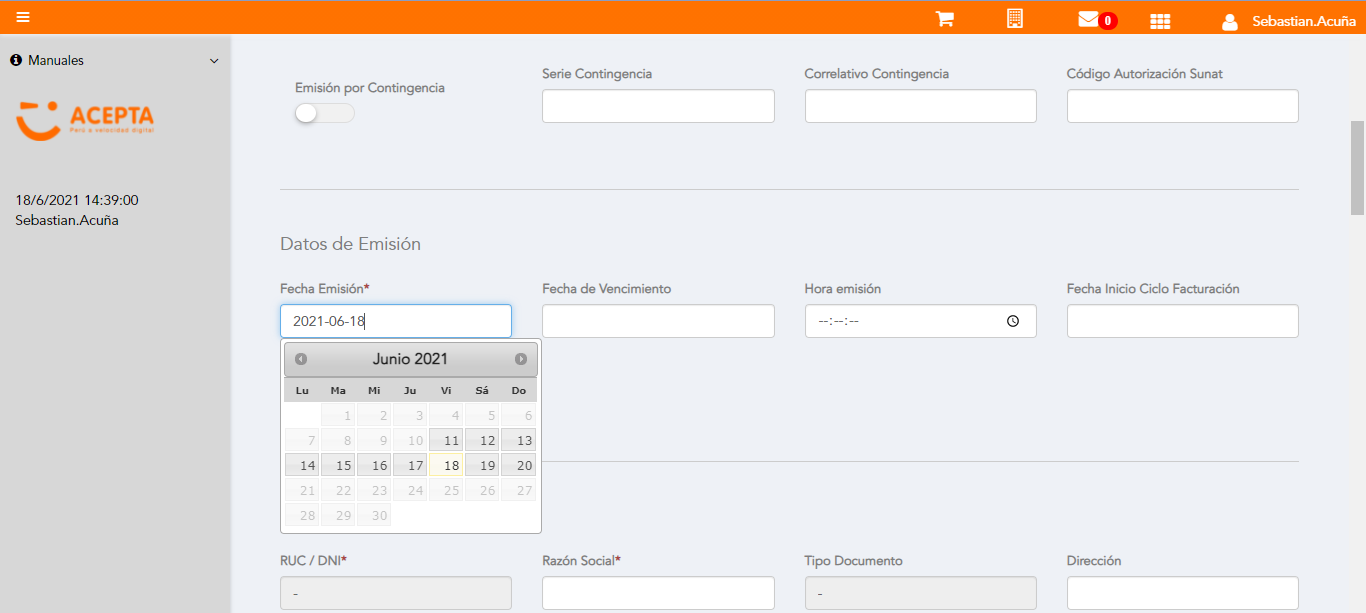 0
Sebastian.Acuña
Manuales
ACEPTA
Perú a velocidad digital
18/6/2021 14:39:00
Sebastian.Acuña
Emisión por Contingencia
Serie Contingencia
Correlativo Contingencia
Código Autorización Sunat
Datos de Emisión
Fecha Emisión*
Fecha de Vencimiento
Hora emisión
Fecha Inicio Ciclo Facturación
2021-06-18
--:--:--
Junio 2021
Lu Ma Mi Ju Vi Sá Do
1 2 3 4 5 6
7 8 9 10 11 12 13
14 15 16 17 18 19 20
21 22 23 24 25 26 27
28 29 30
RUC / DNI*
Razón Social*
Tipo Documento
Dirección
-
-